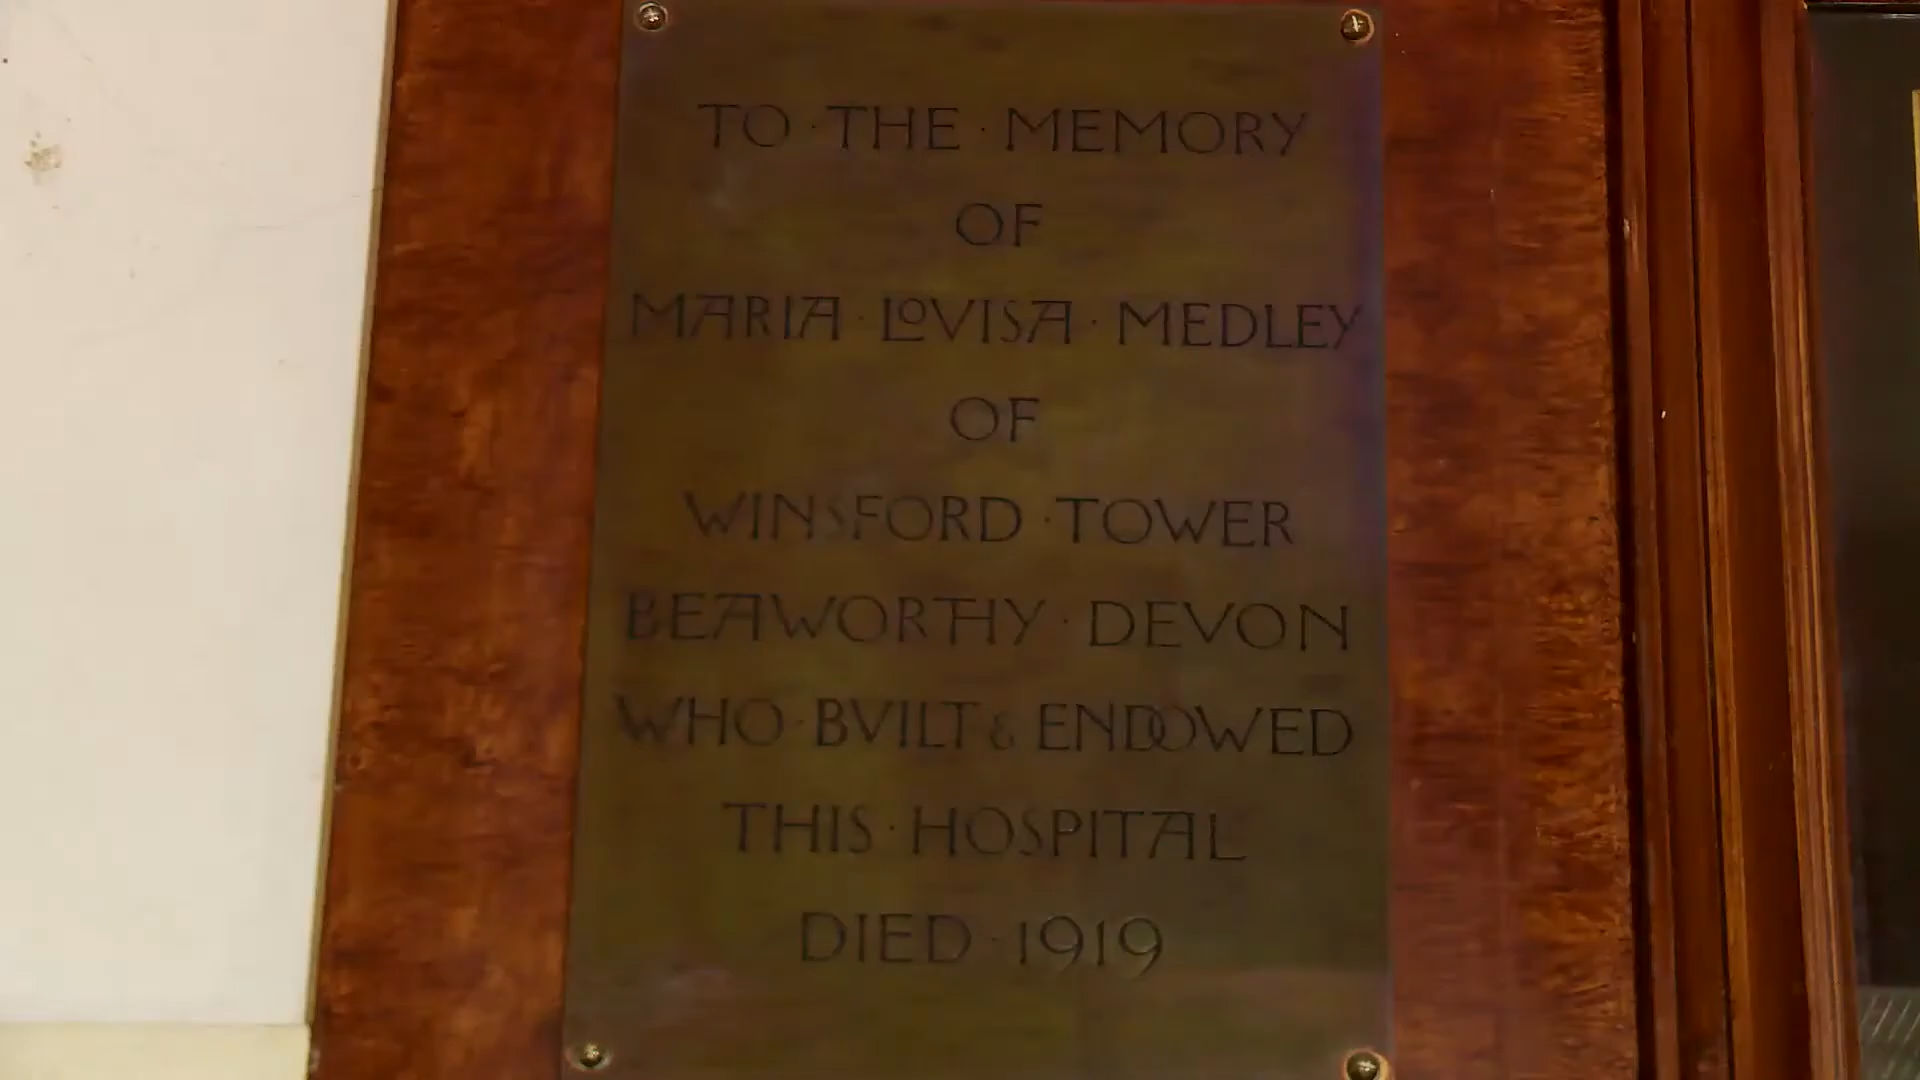 TO · THE · MEMORY
OF
MARIA · LOVISA · MEDLEY
OF
WINSFORD · TOWER
BEAWORTHY · DEVON
WHO · BVILT & ENDOWED
THIS · HOSPITAL
DIED · 1919